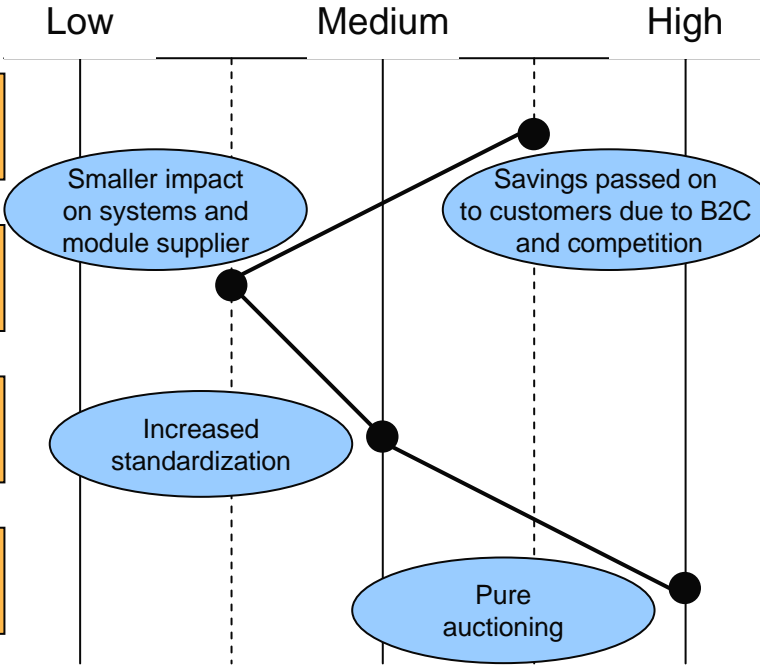 Low Medium High
Smaller impact
on systems and
module supplier
Savings passed on
to customers due to B2C
and competition
Increased
standardization
Pure
auctioning